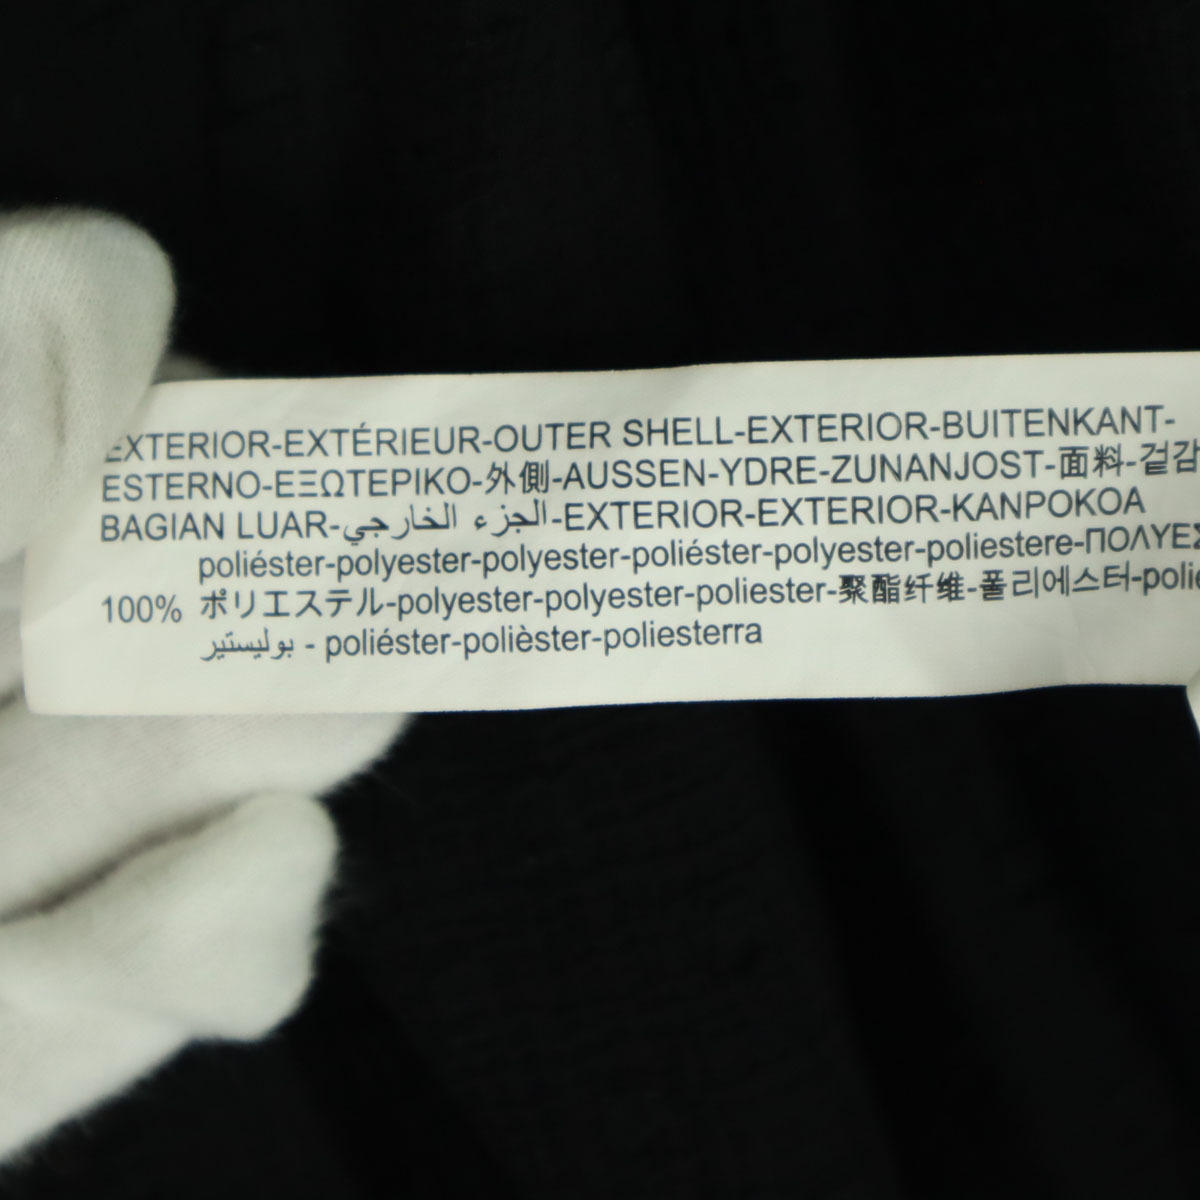 EXTERIOR-EXTÉRIEUR-OUTER SHELL-EXTERIOR-BUITENKANT-
ESTERNO-ΕΞΩΤΕΡΙΚΟ-外側-AUSSEN-YDRE-ZUNANJOST-面料-겉감
BAGIAN LUAR-الجزء الخارجي-EXTERIOR-EXTERIOR-KANPOKOA
poliéster-polyester-polyester-poliéster-polyester-poliestere-
100% ポリエステル-polyester-polyester-poliester-聚酯纤维-폴리에스터-
بوليستير - poliéster-polièster-poliesterra